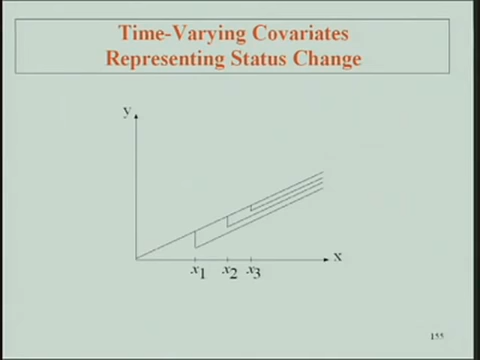 Time-Varying Covariates
Representing Status Change
y
x
x1 x2 x3
155